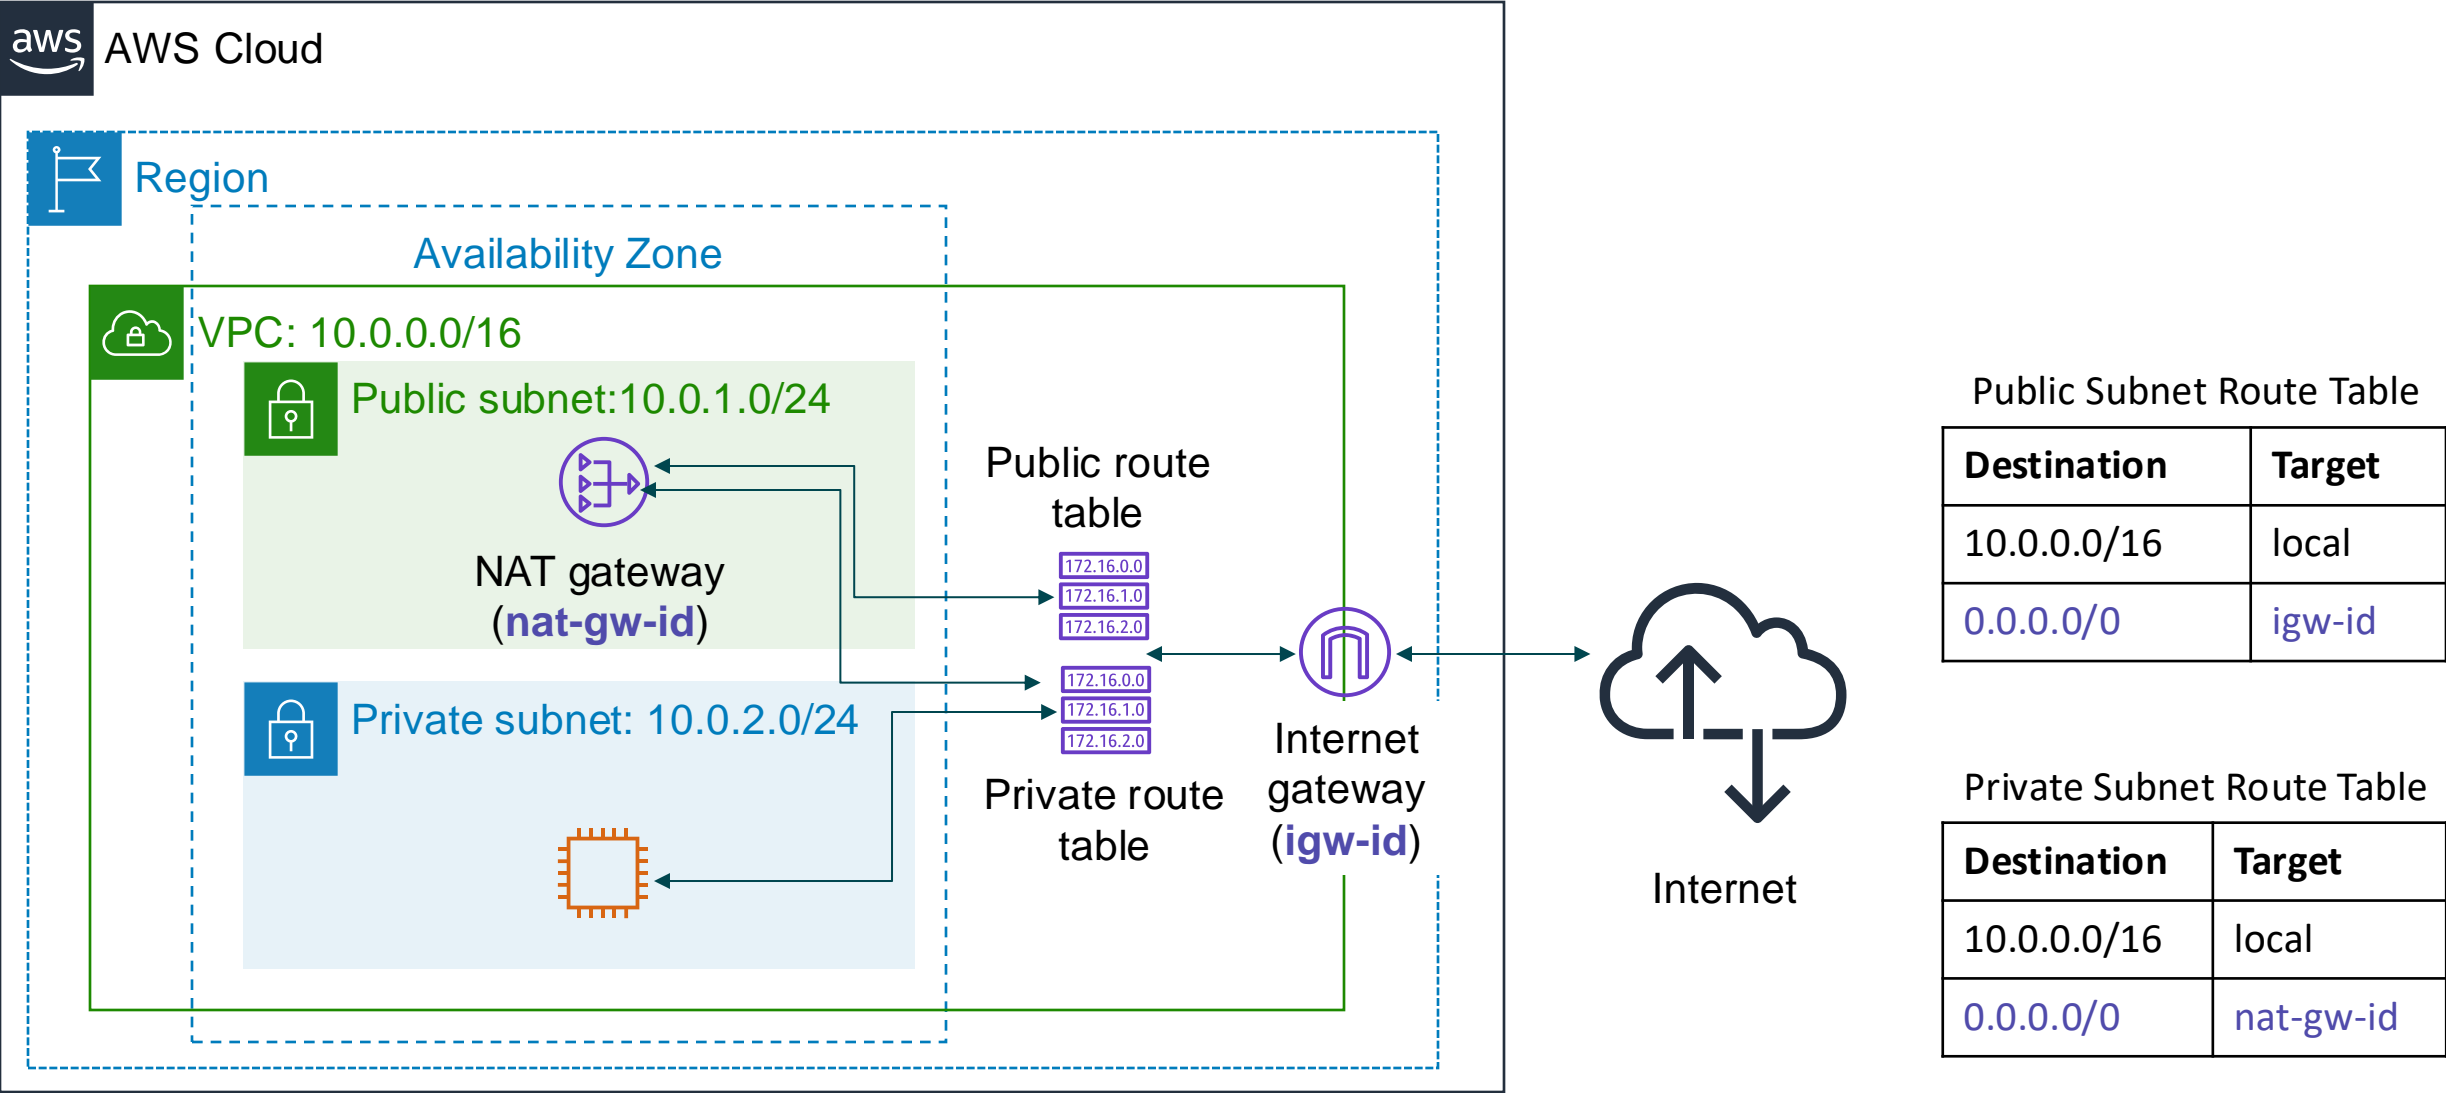 aws
AWS Cloud
Region
Availability Zone
VPC: 10.0.0.0/16
Public subnet:10.0.1.0/24
NAT gateway
(nat-gw-id)
Private subnet: 10.0.2.0/24
Public route
table
172.16.0.0
172.16.1.0
172.16.2.0
172.16.0.0
172.16.1.0
172.16.2.0
Private route
table
Internet
gateway
(igw-id)
Internet
Public Subnet Route Table
Destination Target
10.0.0.0/16 local
0.0.0.0/0 igw-id
Private Subnet Route Table
Destination Target
10.0.0.0/16 local
0.0.0.0/0 nat-gw-id